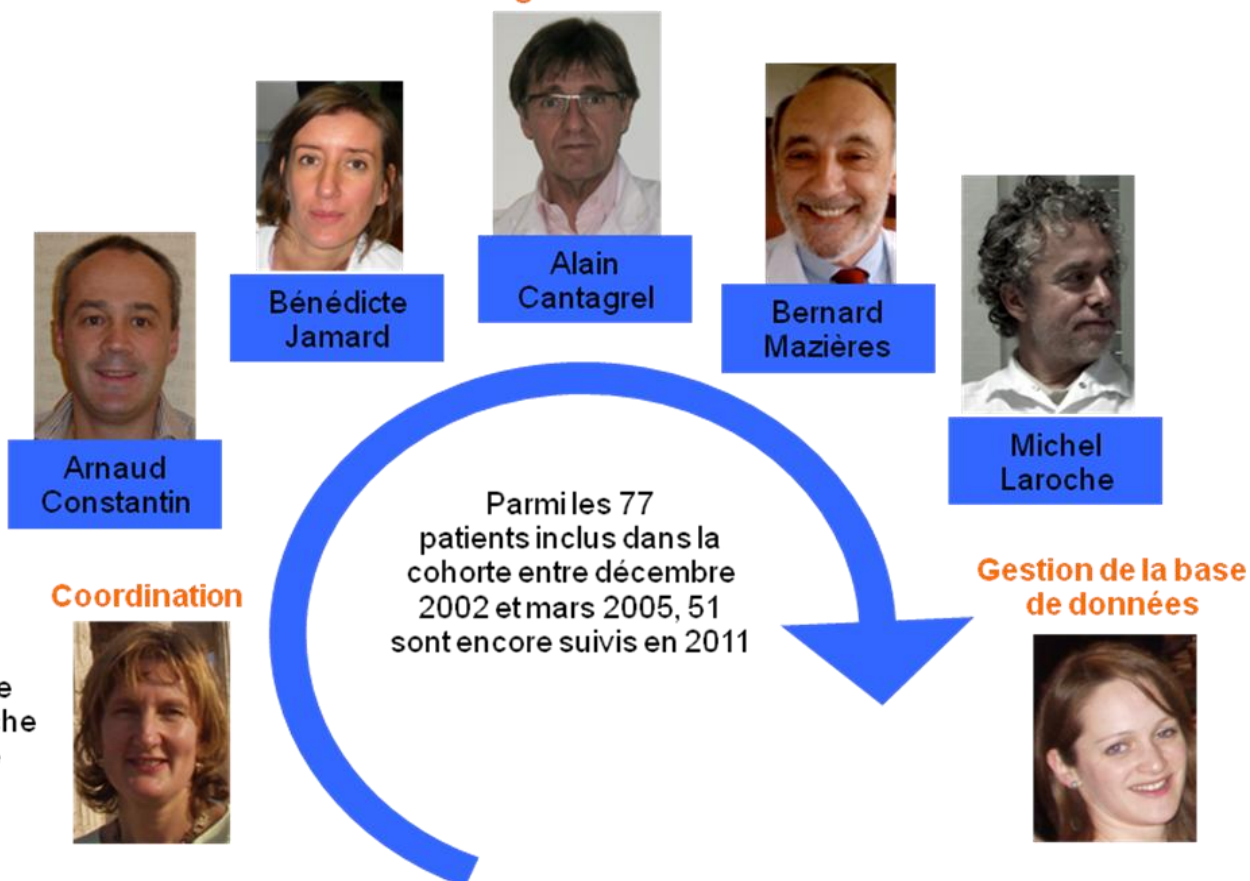 Alain
Cantagrel
Bénédicte
Jamard
Bernard
Mazières
Arnaud
Constantin
Michel
Laroche
Parmi les 77
patients inclus dans la
cohorte entre décembre
2002 et mars 2005, 51
sont encore suivis en 2011
Coordination
Gestion de la base
de données